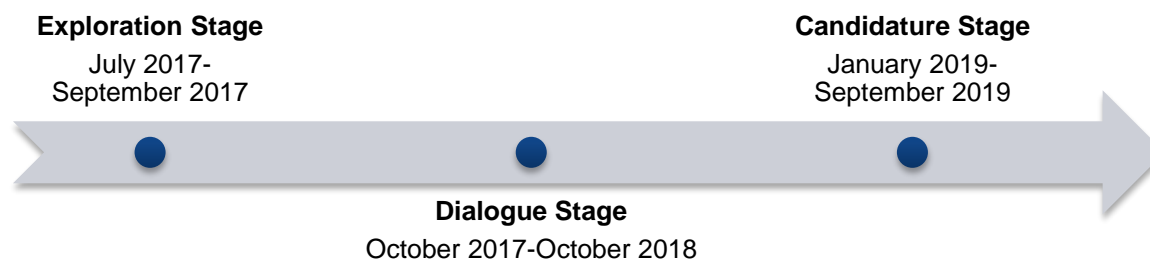 Exploration Stage
July 2017-
September 2017
Candidature Stage
January 2019-
September 2019
Dialogue Stage
October 2017-October 2018